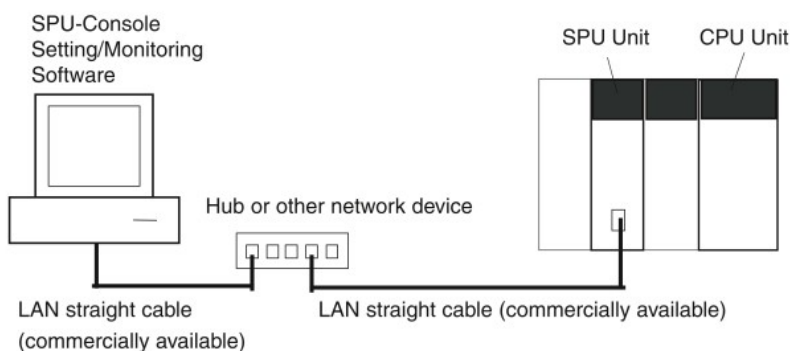 SPU-Console
Setting/Monitoring
Software
SPU Unit
CPU Unit
Hub or other network device
LAN straight cable
(commercially available)
LAN straight cable (commercially available)